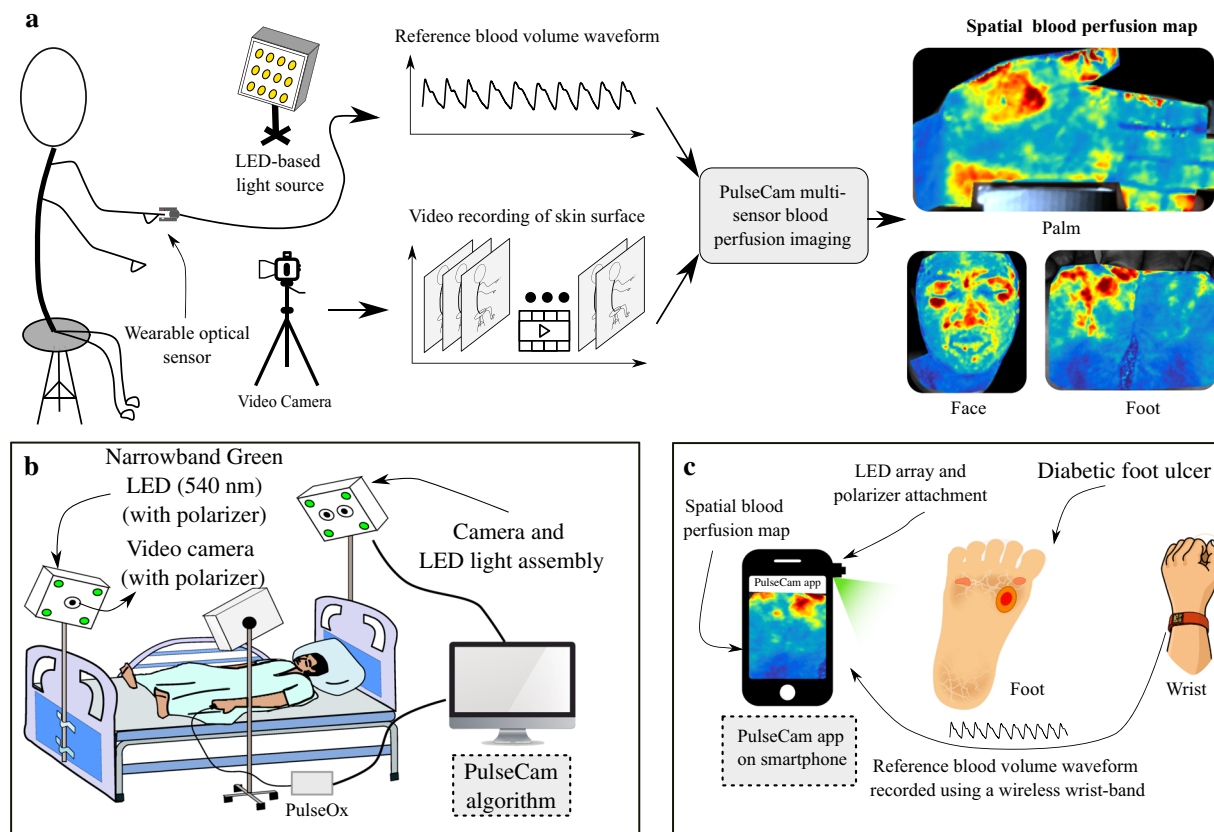 a
Reference blood volume waveform
Spatial blood perfusion map
LED-based
light source
PulseCam multi-
sensor blood
perfusion imaging
Video recording of skin surface
Palm
Wearable optical
sensor
Video Camera
Face
Foot
b
Narrowband Green
LED (540 nm)
(with polarizer)
Video camera
(with polarizer)
Camera and
LED light assembly
PulseOx
PulseCam
algorithm
c
LED array and
polarizer attachment
Diabetic foot ulcer
Spatial blood
perfusion map
PulseCam app
Foot
Wrist
PulseCam app
on smartphone
Reference blood volume waveform
recorded using a wireless wrist-band